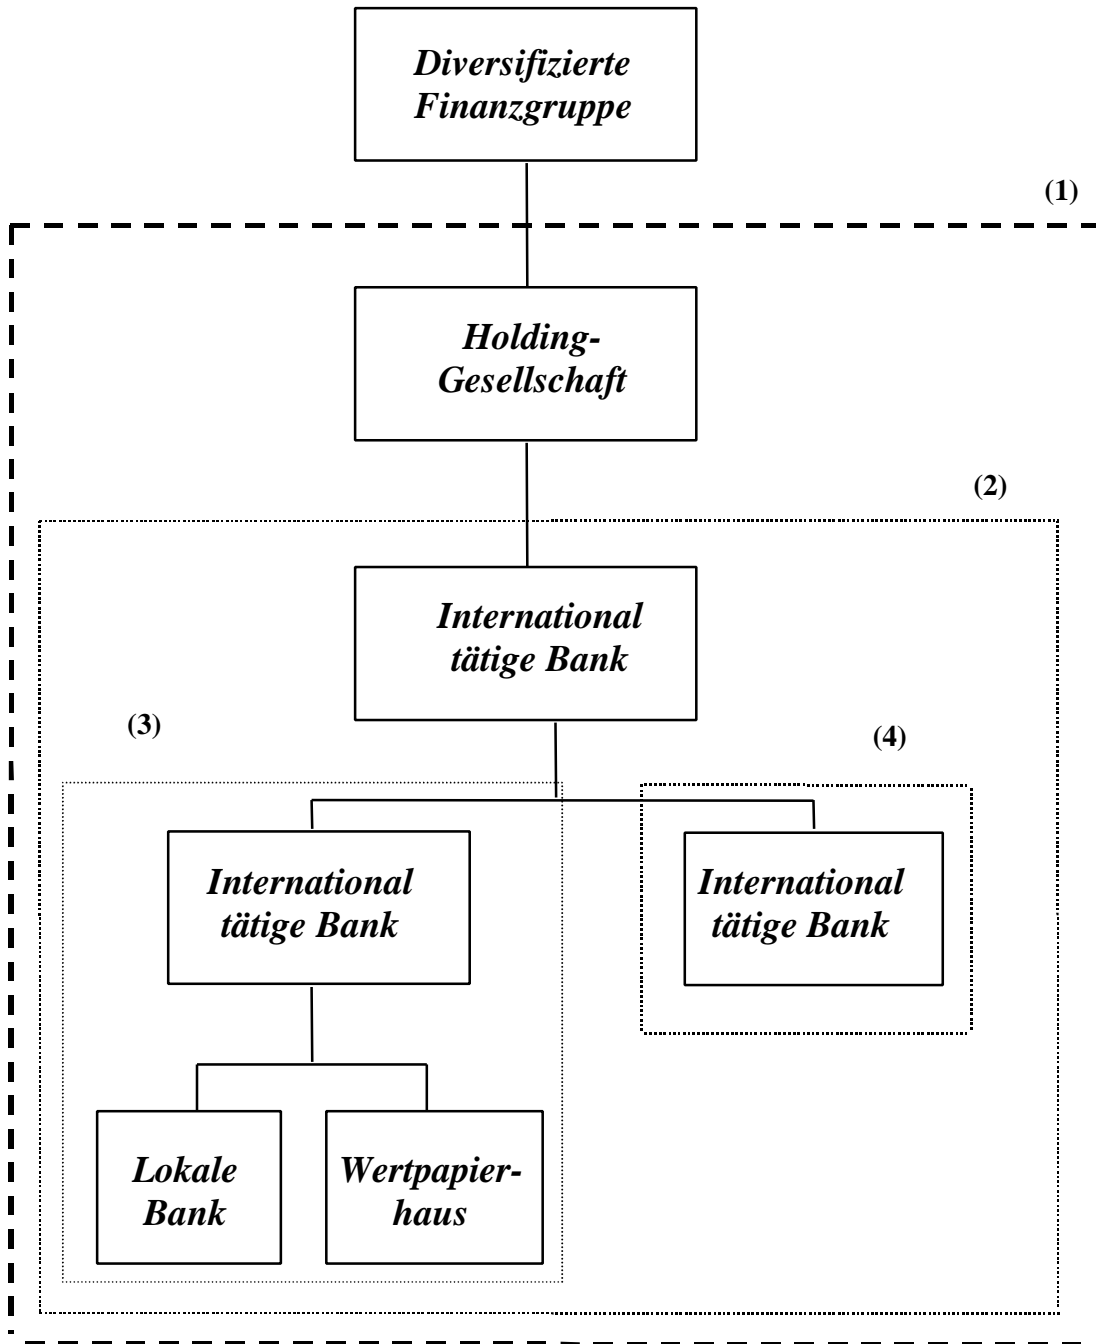 Diversifizierte
Finanzgruppe
(1)
Holding-
Gesellschaft
(2)
International
tätige Bank
(3)
(4)
International
tätige Bank
International
tätige Bank
Lokale
Bank
Wertpapier-
haus